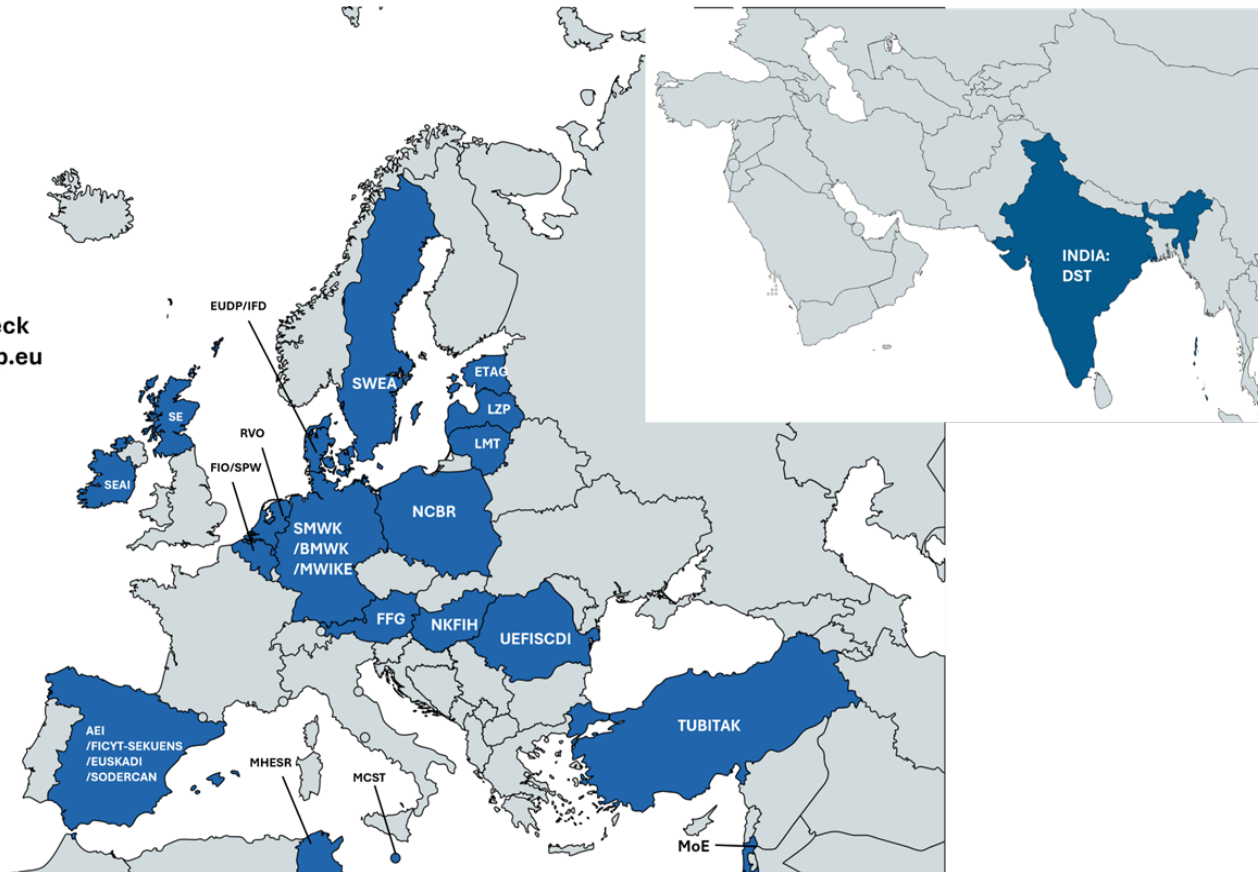 eck
o.eu
INDIA:
DST
EUDP/IFD
SWEA
ETAG
LZP
LMT
SE
RVO
FIO/SPW
SEAI
SMWK
/BMWK
/MWIKE
NCBR
FFG
NKFIH
UEFISCDI
AEI
/FICYT-SEKUENS
/EUSKADI
/SODERCAN
TUBITAK
MHESR
MCST
MoE